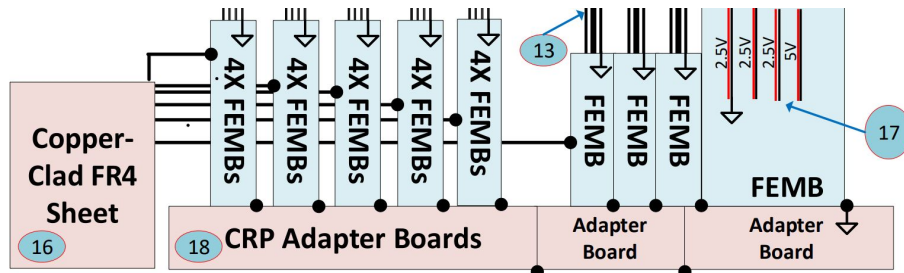 13
2.5V
2.5V
2.5V
5V
17
4X FEMBs
4X FEMBs
4X FEMBs
4X FEMBs
4X FEMBs
FEMB
FEMB
FEMB
FEMB
Copper-
Clad FR4
Sheet
16
18
CRP Adapter Boards
Adapter
Board
Adapter
Board